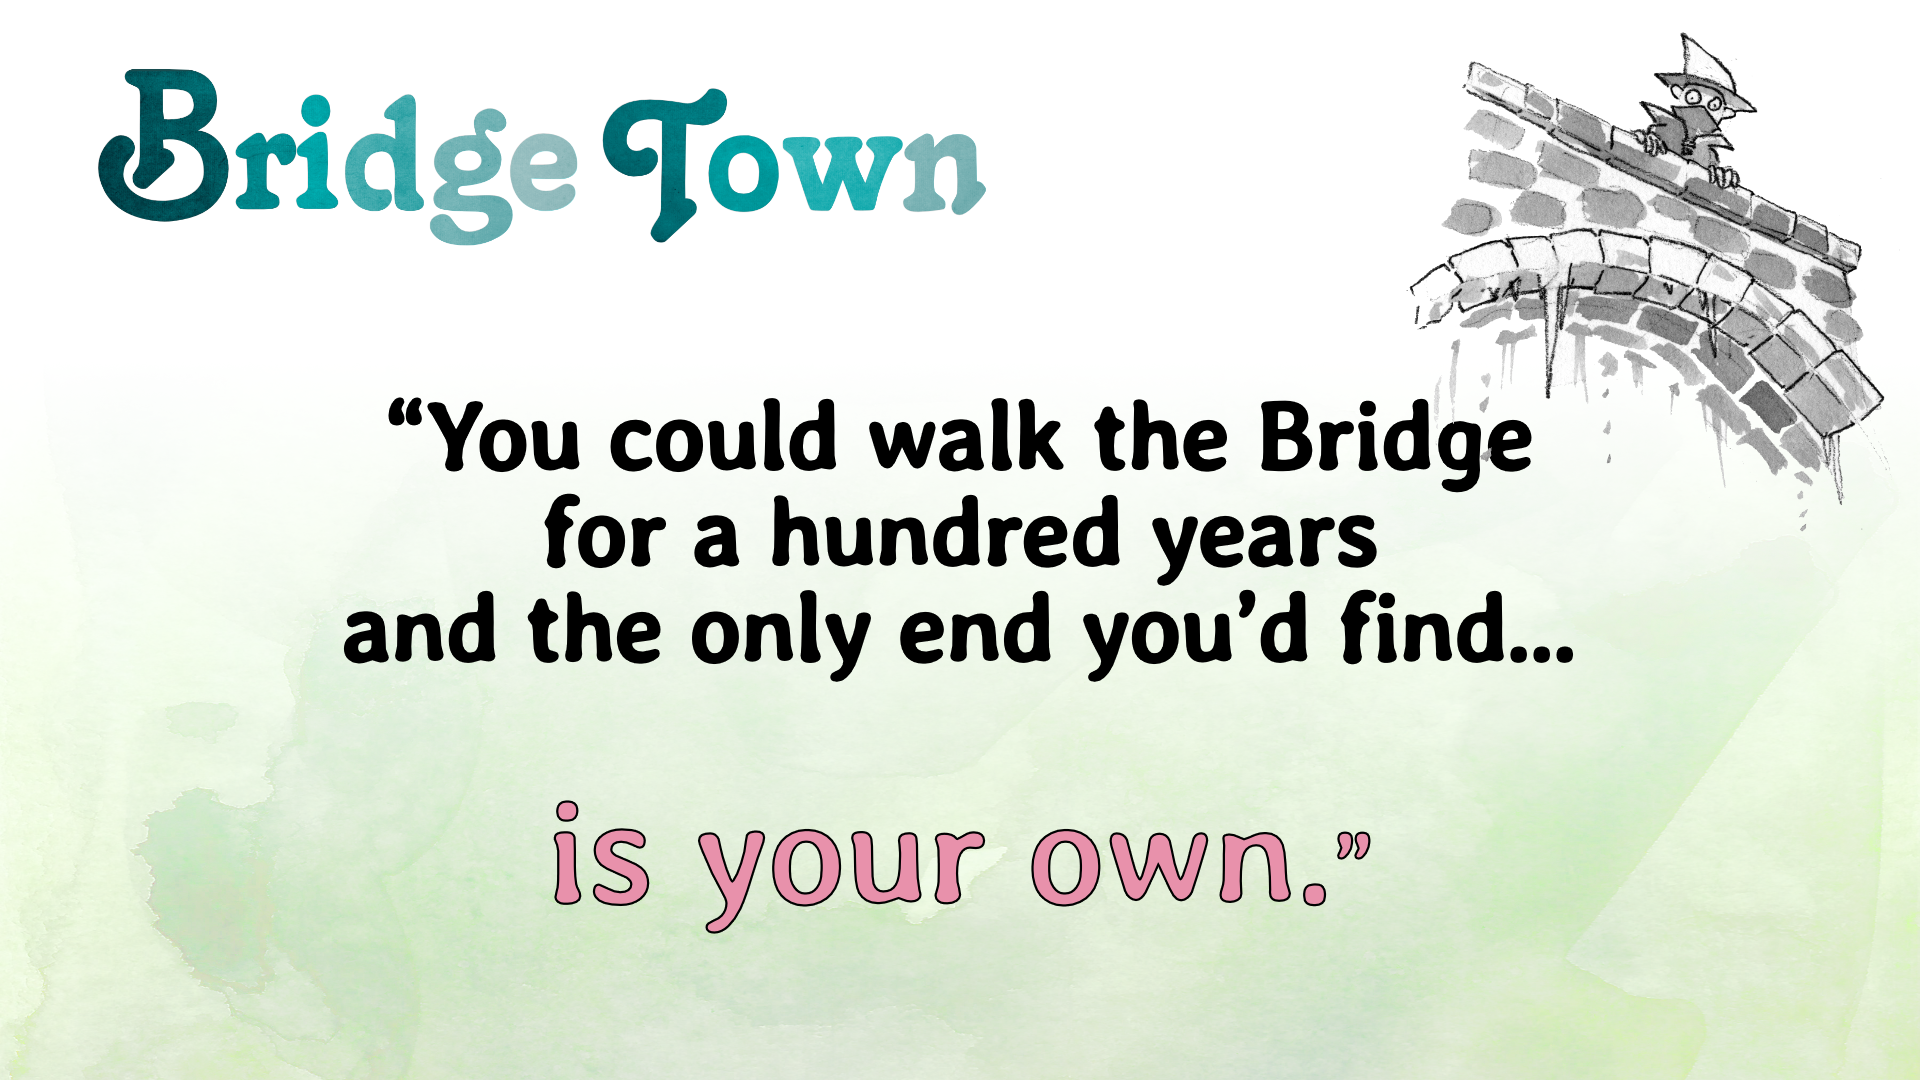 Bridge Town
“You could walk the Bridge
for a hundred years
and the only end you’d find...
is your own.”